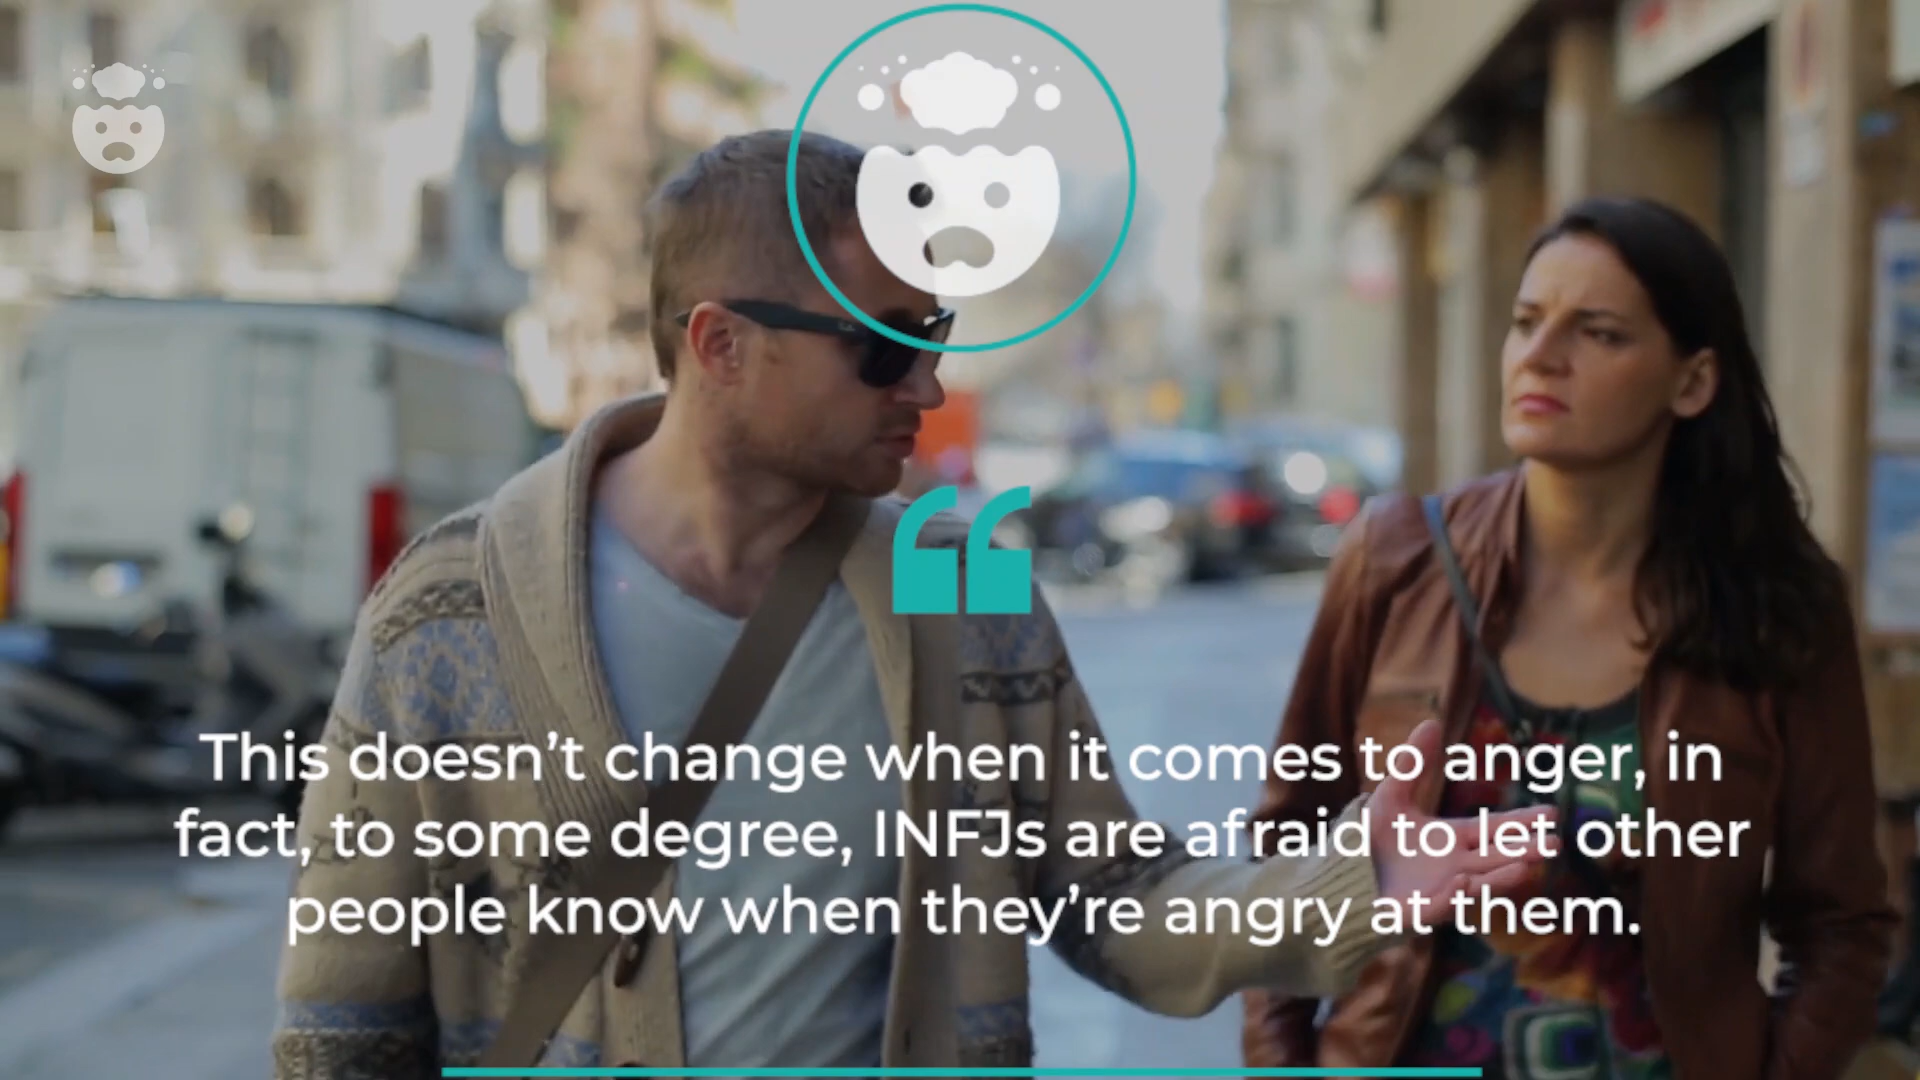 This doesn’t change when it comes to anger, in
fact, to some degree, INFJs are afraid to let other
people know when they’re angry at them.